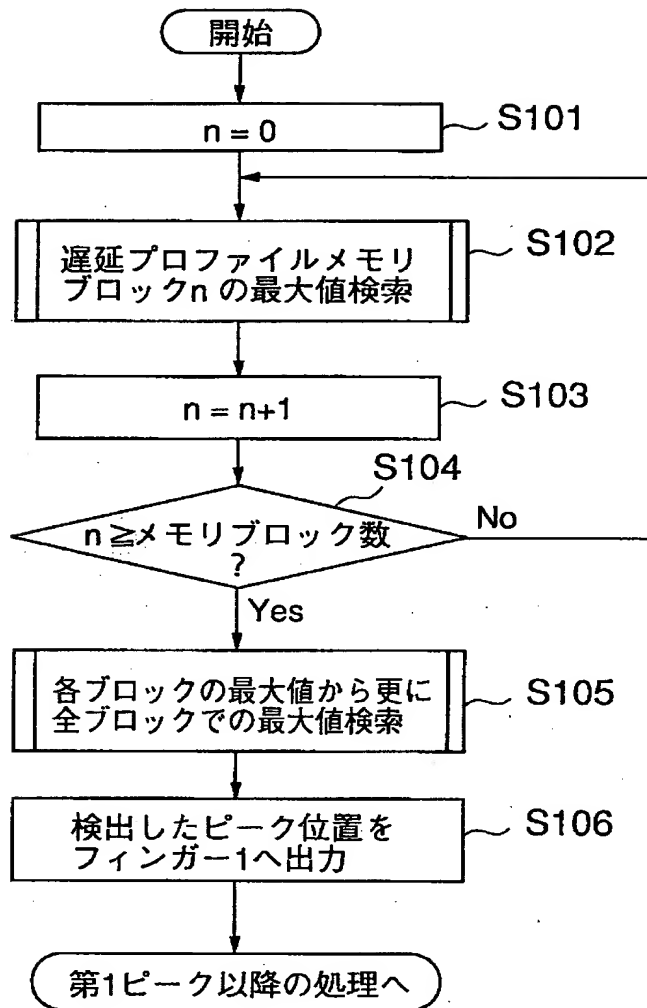 開始
n = 0
S101
遅延プロファイルメモリ
ブロックn の最大値検索
S102
n = n+1
S103
S104
n ≧メモリブロック数
?
No
Yes
各ブロックの最大値から更に
全ブロックでの最大値検索
S105
検出したピーク位置を
フィンガー1へ出力
S106
第1ピーク以降の処理へ